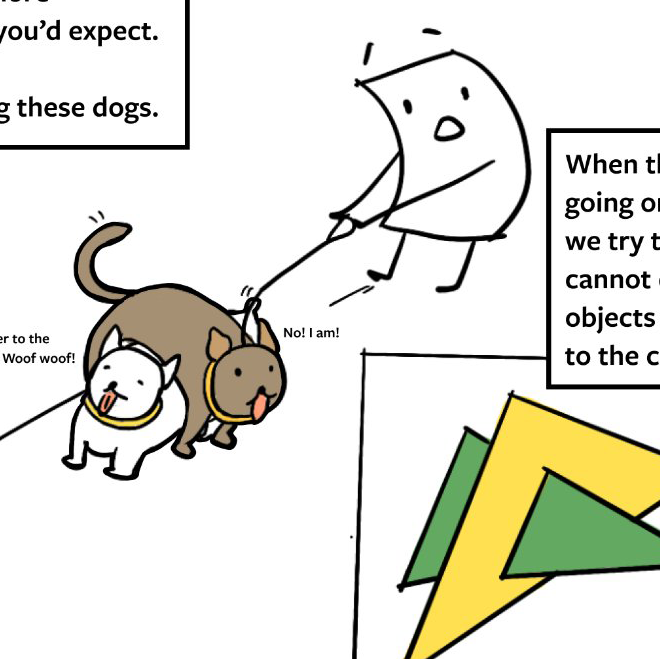 you'd expect.
these dogs.
er to the
Woof woof!
No! I am!
When
going
we try
cannot
objects
to the